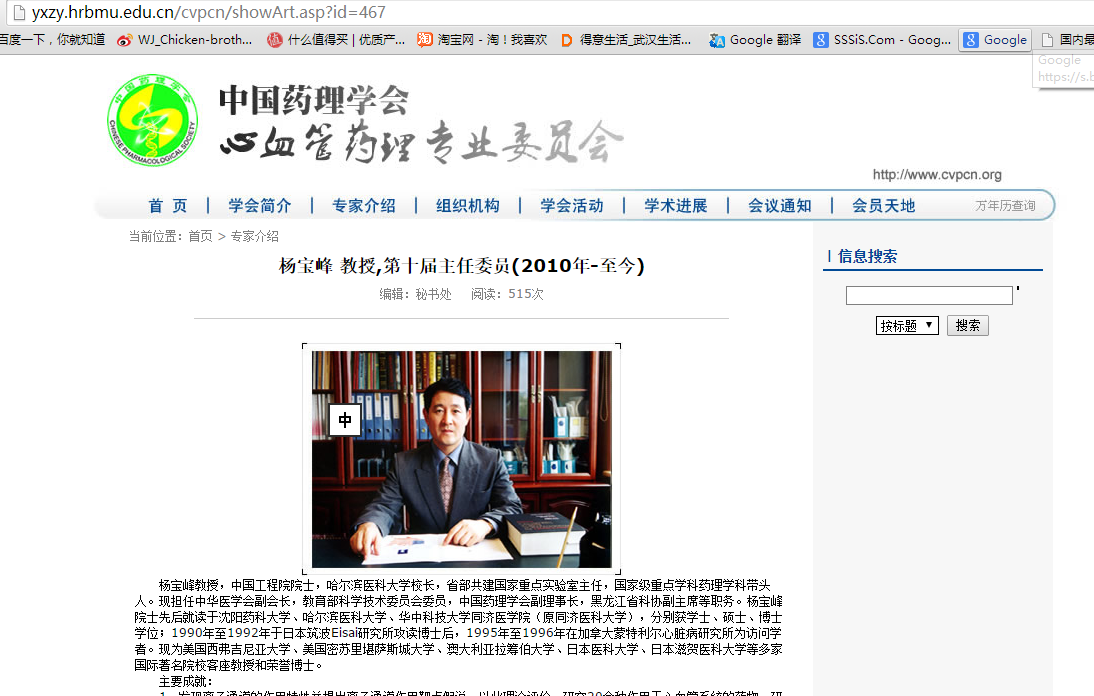 yxzy.hrbmu.edu.cn/cvpcn/showArt.asp?id=467
百度一下，你就知道 WJ_Chicken-broth... 什么值得买 | 优质产... 淘宝网 - 淘！我喜欢 得意生活_武汉生活... Google 翻译 SSSiS.Com - Goog... Google 国内最
Google
https://s.b
中国药理学会
心血管药理专业委员会
中国药理学会
CHINESE PHARMACOLOGICAL SOCIETY
http://www.cvpcn.org
首 页 | 学会简介 | 专家介绍 | 组织机构 | 学会活动 | 学术进展 | 会议通知 | 会员天地 万年历查询
当前位置：首页 > 专家介绍
杨宝峰 教授,第十届主任委员(2010年-至今)
编辑：秘书处 阅读：515次
信息搜索
按标题 搜索
中
杨宝峰教授，中国工程院院士，哈尔滨医科大学校长，省部共建国家重点实验室主任，国家级重点学科药理学科带头
人。现担任中华医学会副会长，教育部科学技术委员会委员，中国药理学会副理事长，黑龙江省科协副主席等职务。杨宝峰
院士先后就读于沈阳药科大学、哈尔滨医科大学、华中科技大学同济医学院（原同济医科大学），分别获学士、硕士、博士
学位；1990年至1992年于日本筑波Eisai研究所攻读博士后，1995年至1996年在加拿大蒙特利尔心脏病研究所为访问学
者。现为美国西弗吉尼亚大学、美国密苏里堪萨斯城大学、澳大利亚拉筹伯大学、日本医科大学、日本滋贺医科大学等多家
国际著名院校客座教授和荣誉博士。
主要成就：